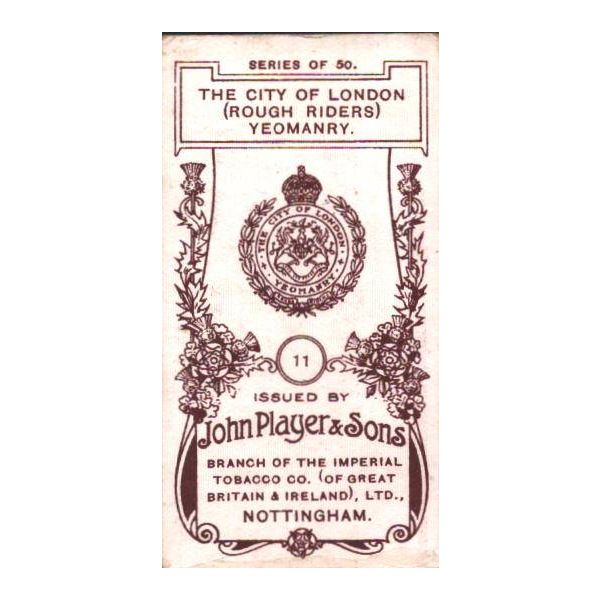 SERIES OF 50.
THE CITY OF LONDON
(ROUGH RIDERS)
YEOMANRY.
THE CITY OF LONDON
YEOMANRY
11
ISSUED BY
John Player & Sons
BRANCH OF THE IMPERIAL
TOBACCO CO. (OF GREAT
BRITAIN & IRELAND), LTD.,
NOTTINGHAM.